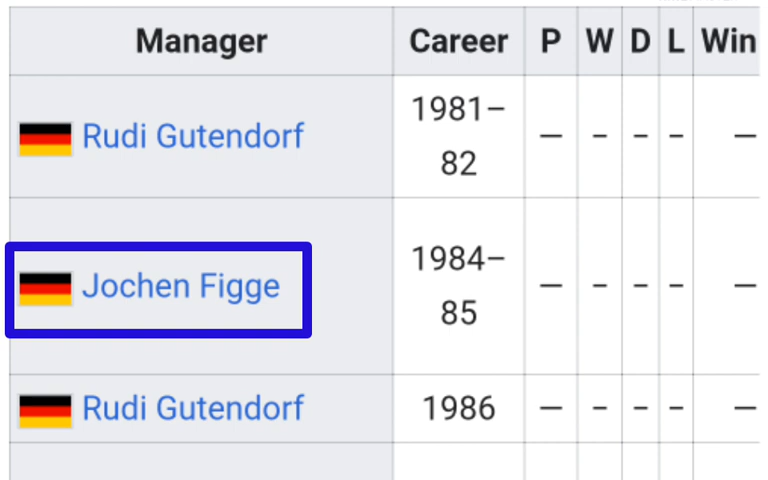 Manager Career P W D L Win
Rudi Gutendorf 1981–82 — - - - —
Jochen Figge 1984–85 — - - - —
Rudi Gutendorf 1986 — - - - —